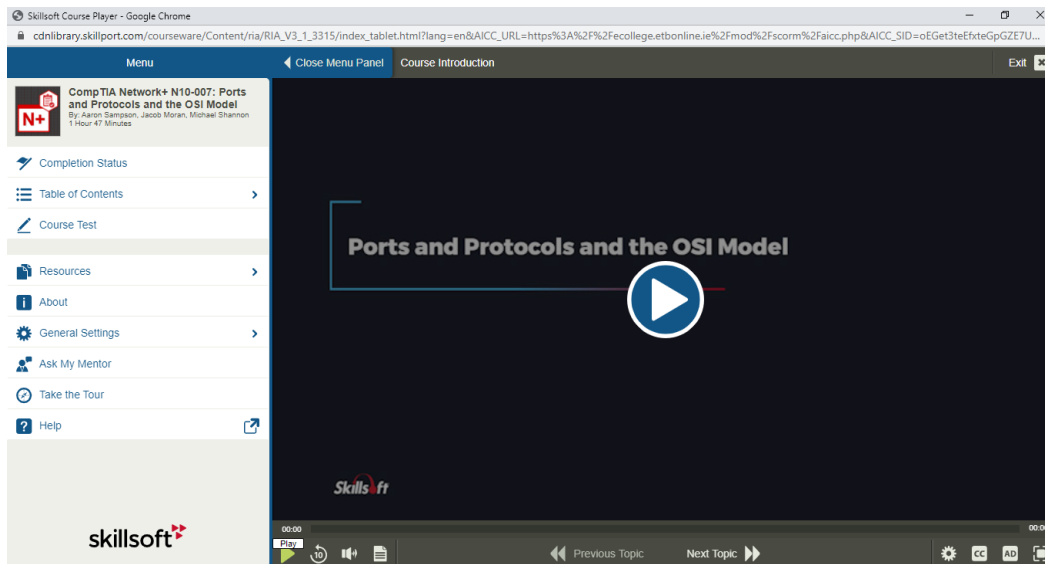 Skillsoft Course Player - Google Chrome
cdnlibrary.skillport.com/courseware/Content/ria/RIA_V3_1_3315/index_tablet.html?lang=en&AICC_URL=https%3A%2F%2Fecollege.etbonline.ie%2Fmod%2Fscorm%2Faicc.php&AICC_SID=oEGet3teEfxteGpGZE7U...
Menu
Close Menu Panel
Course Introduction
Exit
N+
CompTIA Network+ N10-007: Ports
and Protocols and the OSI Model
By: Aaron Sampson, Jacob Moran, Michael Shannon
1 Hour 47 Minutes
Completion Status
Table of Contents
Course Test
Resources
About
General Settings
Ask My Mentor
Take the Tour
Help
skillsoft
Ports and Protocols and the OSI Model
Skillsoft
00:00
00:00
Play
10
Previous Topic
Next Topic
CC
AD